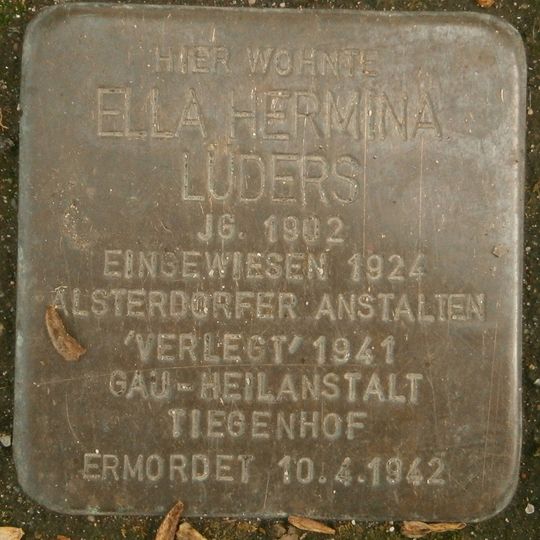 HIER WOHNTE
ELLA HERMINA
LÜDERS
JG. 1902
EINGEWIESEN 1924
ALSTERDORFER ANSTALTEN
'VERLEGT' 1941
GAU-HEILANSTALT
TIEGENHOF
ERMORDET 10.4.1942